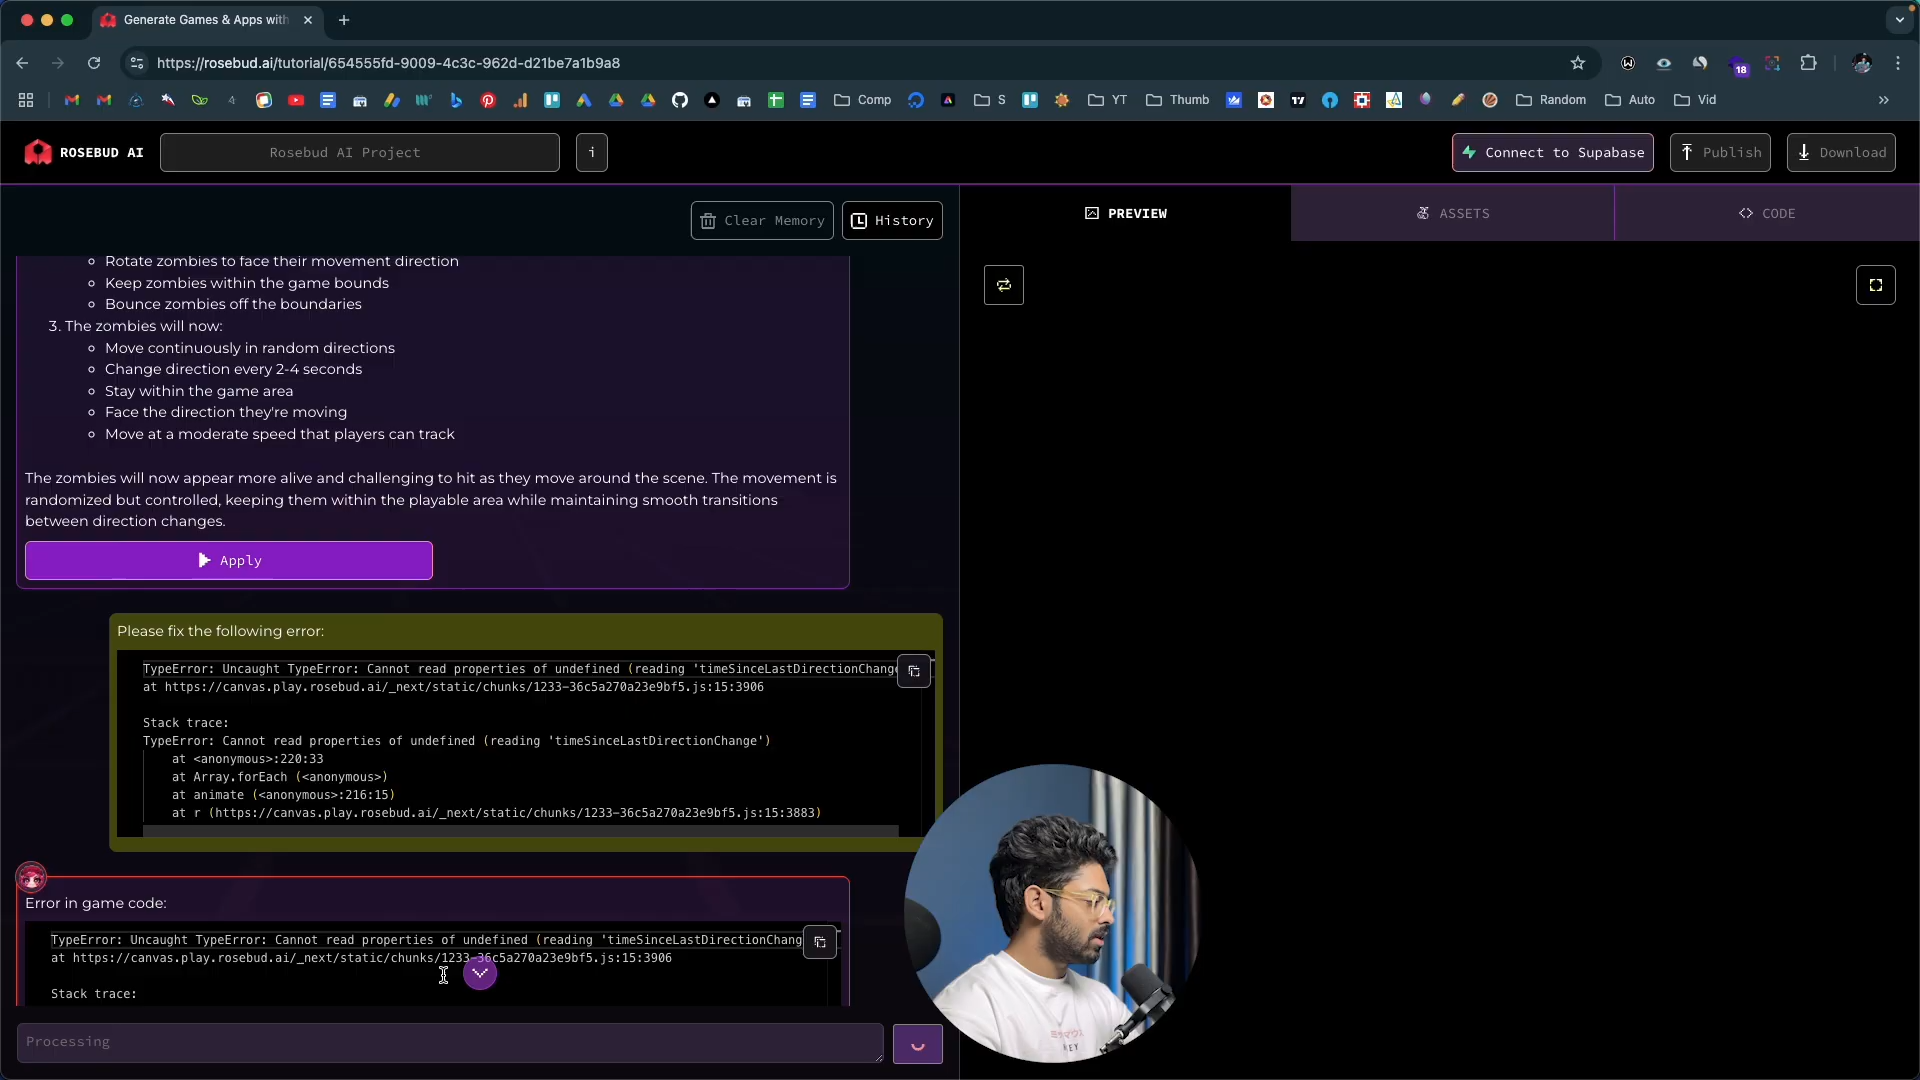 Generate Games & Apps with
https://rosebud.ai/tutorial/654555fd-9009-4c3c-962d-d21be7a1b9a8
18
Comp
S
YT
Thumb
Random
Auto
Vid
ROSEBUD AI
Rosebud AI Project
i
Connect to Supabase
Publish
Download
Clear Memory
History
PREVIEW
ASSETS
CODE
Rotate zombies to face their movement direction
Keep zombies within the game bounds
Bounce zombies off the boundaries
3. The zombies will now:
Move continuously in random directions
Change direction every 2-4 seconds
Stay within the game area
Face the direction they're moving
Move at a moderate speed that players can track
The zombies will now appear more alive and challenging to hit as they move around the scene. The movement is
randomized but controlled, keeping them within the playable area while maintaining smooth transitions
between direction changes.
Apply
Please fix the following error:
TypeError: Uncaught TypeError: Cannot read properties of undefined (reading 'timeSinceLastDirectionChang
at https://canvas.play.rosebud.ai/_next/static/chunks/1233-36c5a270a23e9bf5.js:15:3906
Stack trace:
TypeError: Cannot read properties of undefined (reading 'timeSinceLastDirectionChange')
at <anonymous>:220:33
at Array.forEach (<anonymous>)
at animate (<anonymous>:216:15)
at r (https://canvas.play.rosebud.ai/_next/static/chunks/1233-36c5a270a23e9bf5.js:15:3883)
Error in game code:
TypeError: Uncaught TypeError: Cannot read properties of undefined (reading 'timeSinceLastDirectionChang
at https://canvas.play.rosebud.ai/_next/static/chunks/1233-36c5a270a23e9bf5.js:15:3906
Stack trace:
Processing